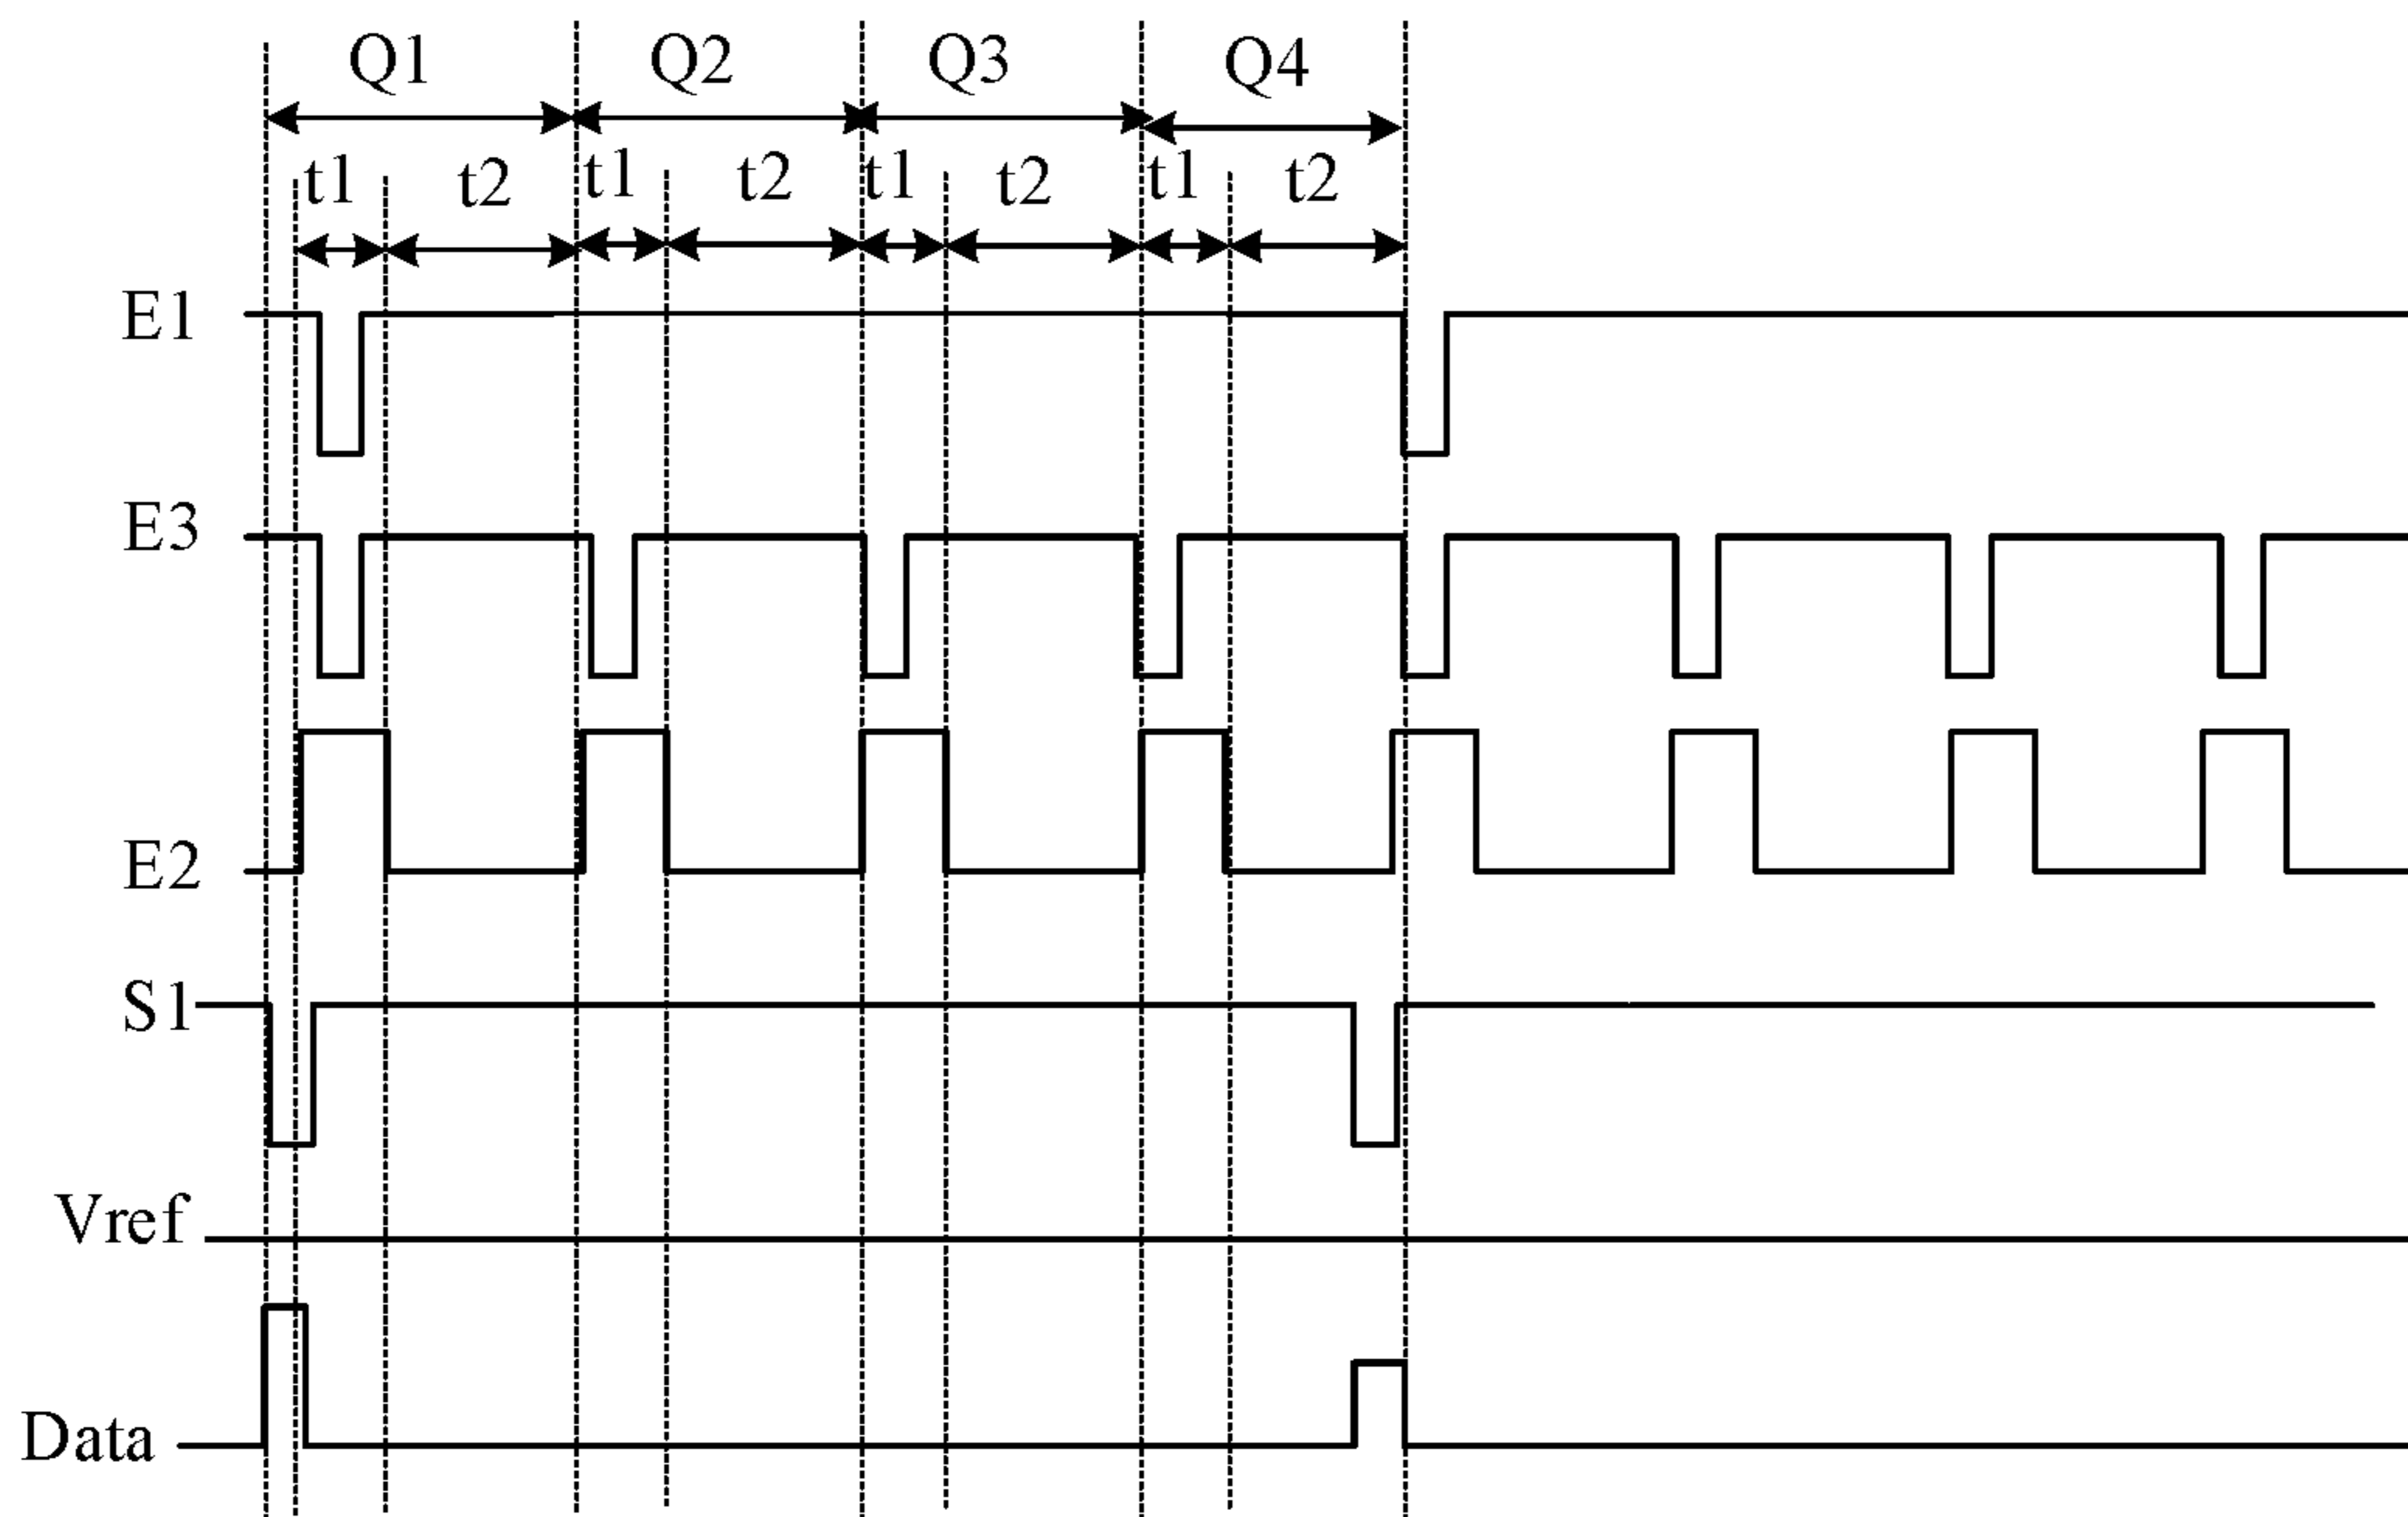 Q1 Q2 Q3 Q4
t1 t2 t1 t2 t1 t2 t1 t2
E1
E3
E2
S1
Vref
Data